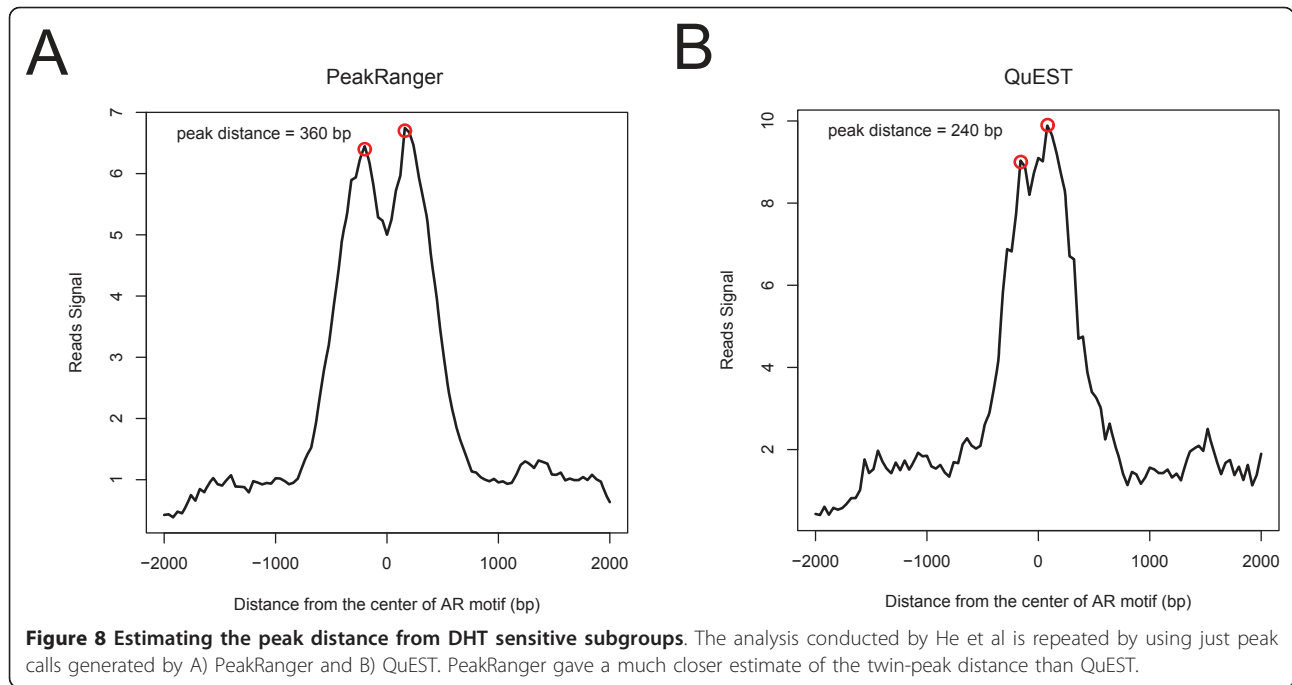 A
PeakRanger
peak distance = 360 bp
Reads Signal
7
6
5
4
3
2
1
−2000
−1000
0
1000
2000
Distance from the center of AR motif (bp)
B
QuEST
peak distance = 240 bp
Reads Signal
10
8
6
4
2
−2000
−1000
0
1000
2000
Distance from the center of AR motif (bp)
Figure 8 Estimating the peak distance from DHT sensitive subgroups. The analysis conducted by He et al is repeated by using just peak
calls generated by A) PeakRanger and B) QuEST. PeakRanger gave a much closer estimate of the twin-peak distance than QuEST.